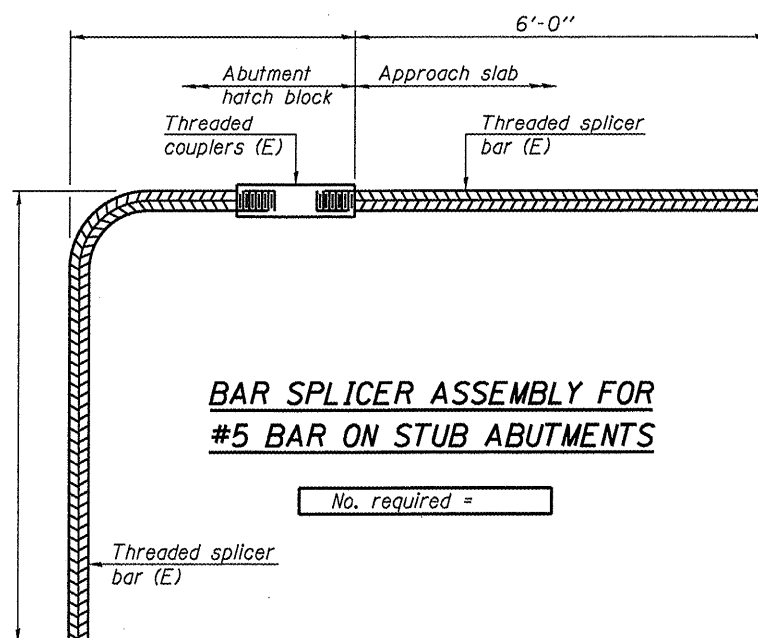 6'-0"
Abutment
hatch block
Approach slab
Threaded
couplers (E)
Threaded splicer
bar (E)
BAR SPLICER ASSEMBLY FOR
#5 BAR ON STUB ABUTMENTS
No. required =
Threaded splicer
bar (E)